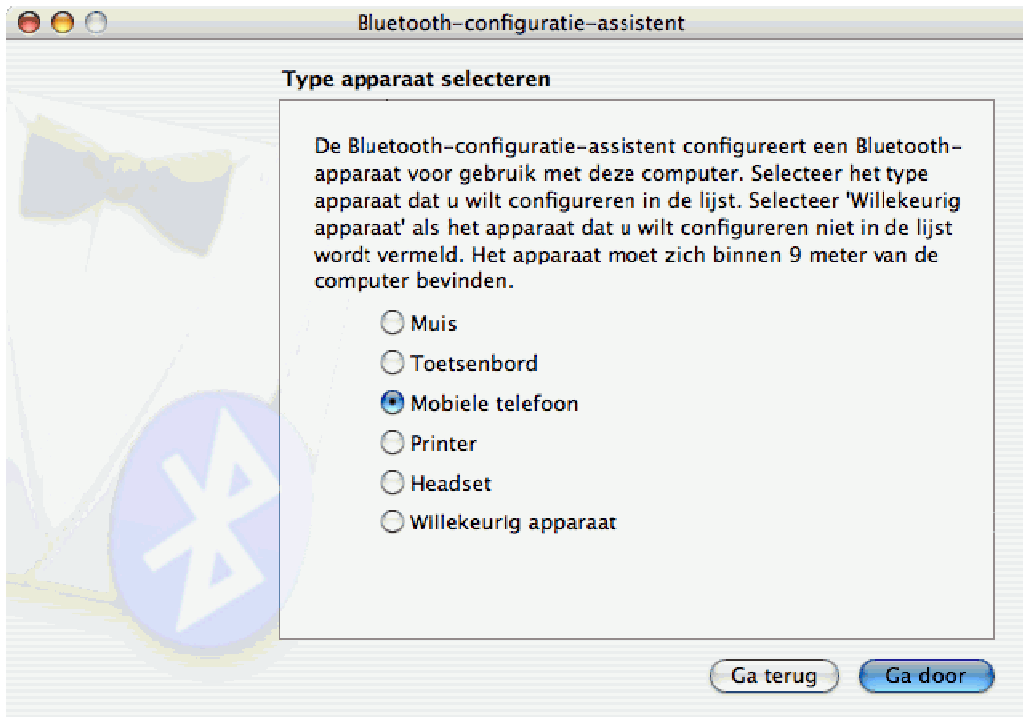 Bluetooth-configuratie-assistent
Type apparaat selecteren
De Bluetooth-configuratie-assistent configureert een Bluetooth-
apparaat voor gebruik met deze computer. Selecteer het type
apparaat dat u wilt configureren in de lijst. Selecteer 'Willekeurig
apparaat' als het apparaat dat u wilt configureren niet in de lijst
wordt vermeld. Het apparaat moet zich binnen 9 meter van de
computer bevinden.
Muis
Toetsenbord
Mobiele telefoon
Printer
Headset
Willekeurig apparaat
Ga terug
Ga door